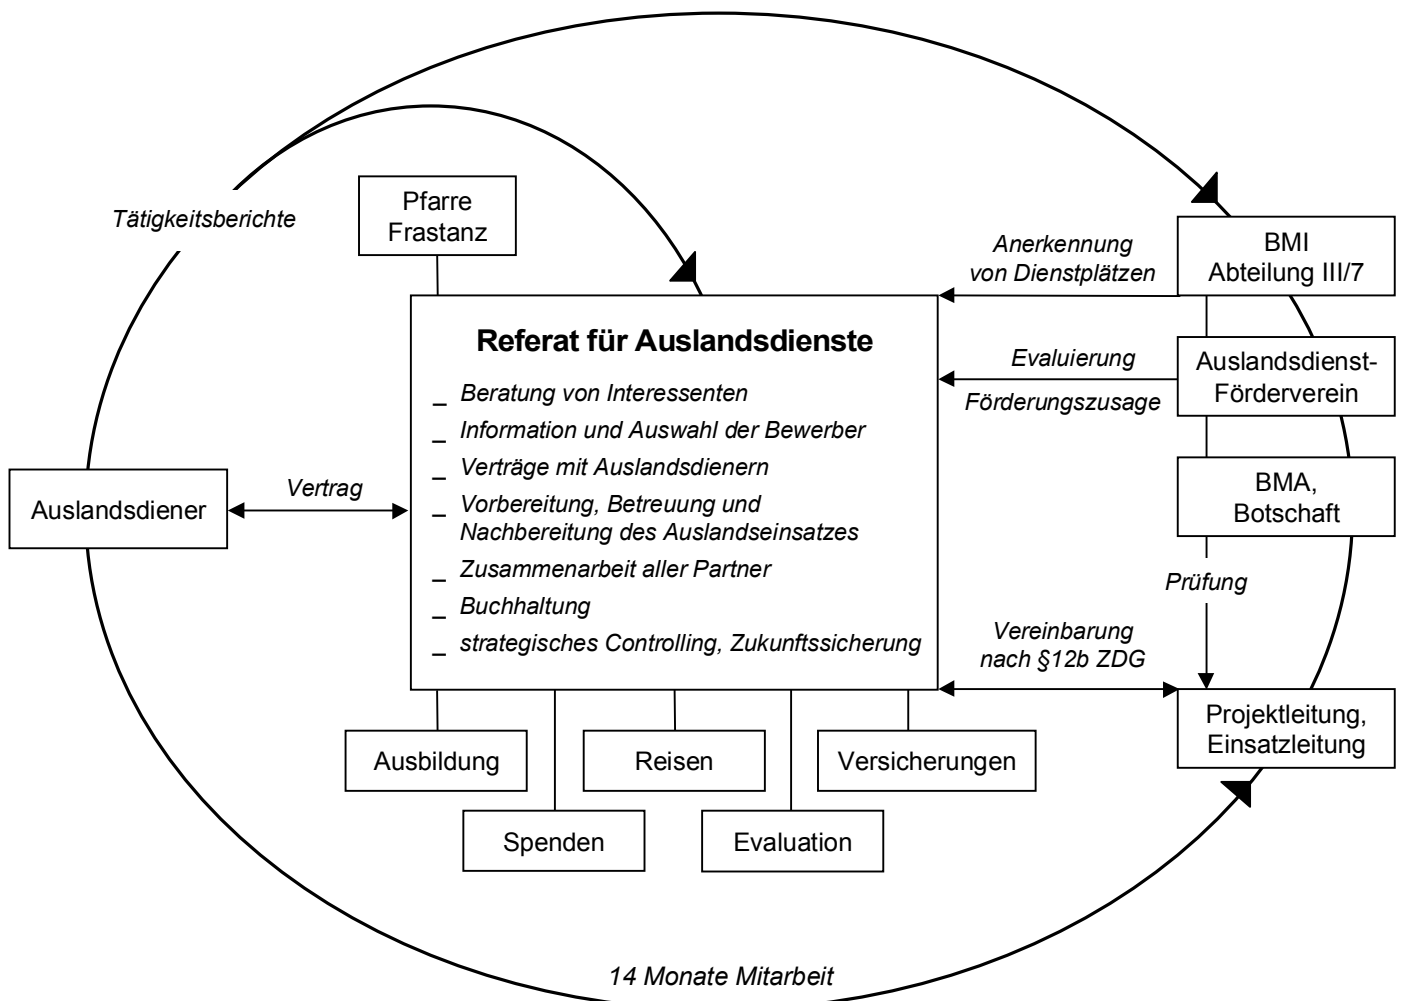 Tätigkeitsberichte
Pfarre
Frastanz
Anerkennung
von Dienstplätzen
BMI
Abteilung III/7
Referat für Auslandsdienste
_ Beratung von Interessenten
_ Information und Auswahl der Bewerber
_ Verträge mit Auslandsdienern
_ Vorbereitung, Betreuung und
Nachbereitung des Auslandseinsatzes
_ Zusammenarbeit aller Partner
_ Buchhaltung
_ strategisches Controlling, Zukunftssicherung
Evaluierung
Förderungszusage
Auslandsdienst-
Förderverein
Auslandsdiener
Vertrag
BMA,
Botschaft
Prüfung
Vereinbarung
nach §12b ZDG
Projektleitung,
Einsatzleitung
Ausbildung
Reisen
Versicherungen
Spenden
Evaluation
14 Monate Mitarbeit